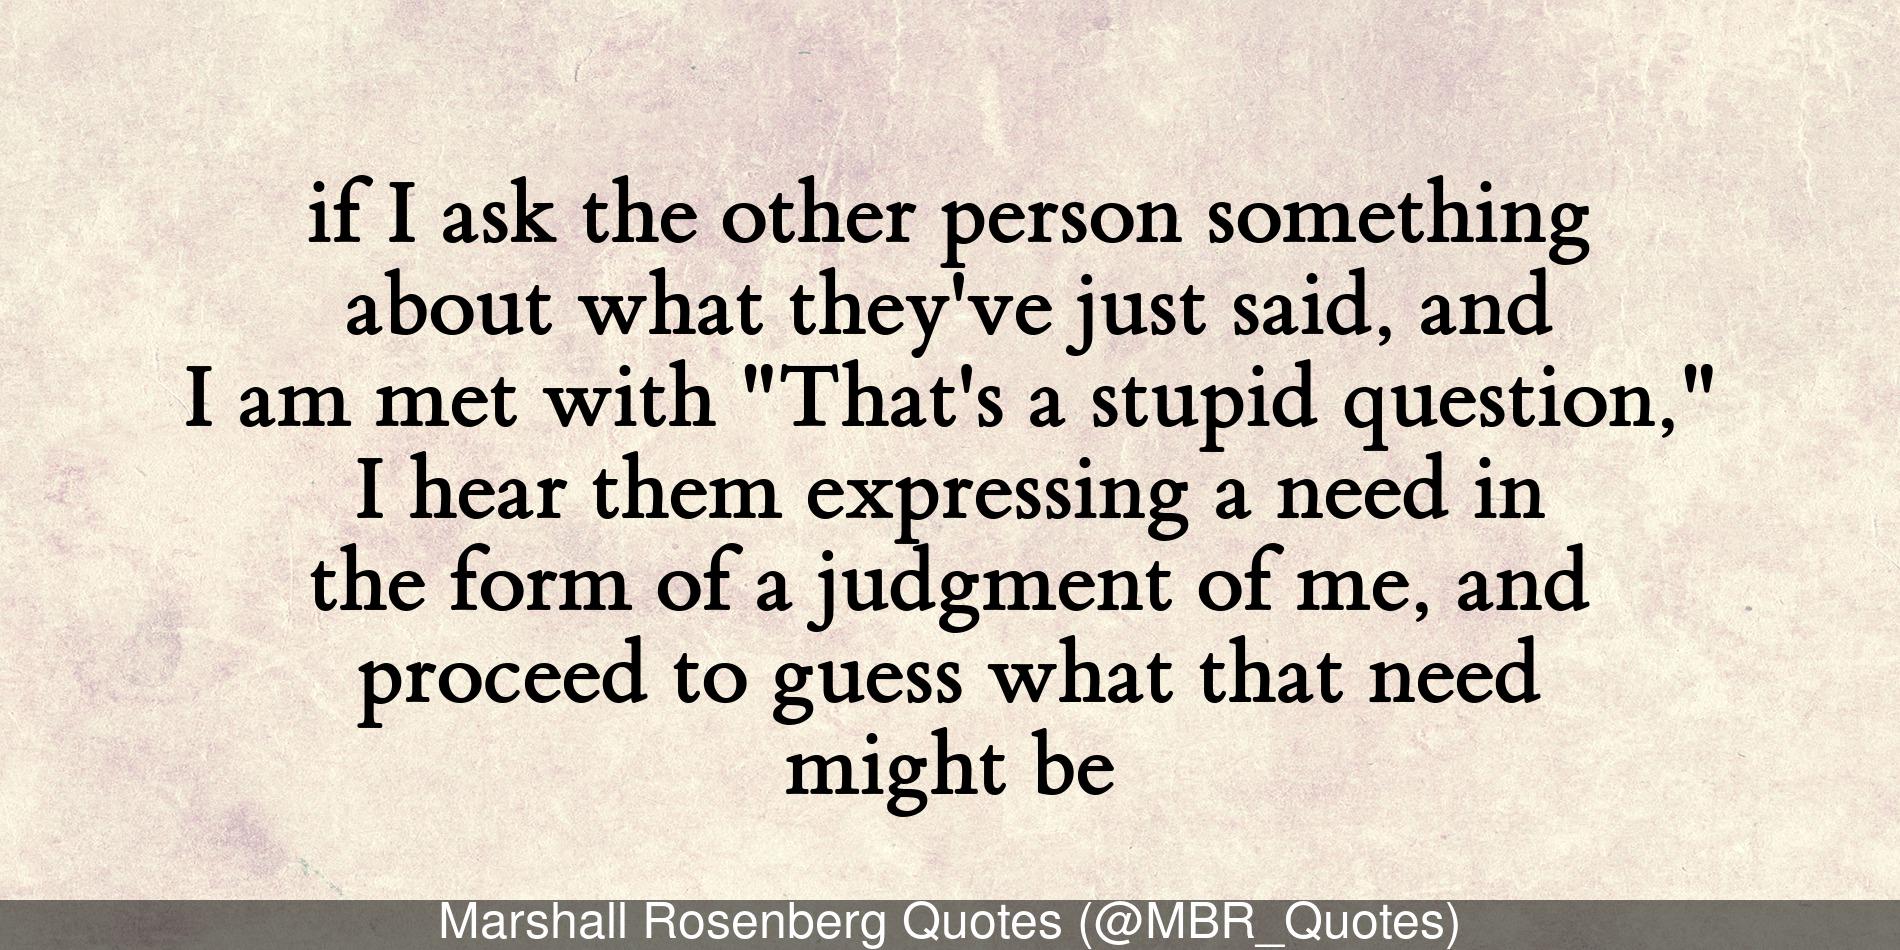 if I ask the other person something
about what they've just said, and
I am met with "That's a stupid question,"
I hear them expressing a need in
the form of a judgment of me, and
proceed to guess what that need
might be
Marshall Rosenberg Quotes (@MBR_Quotes)